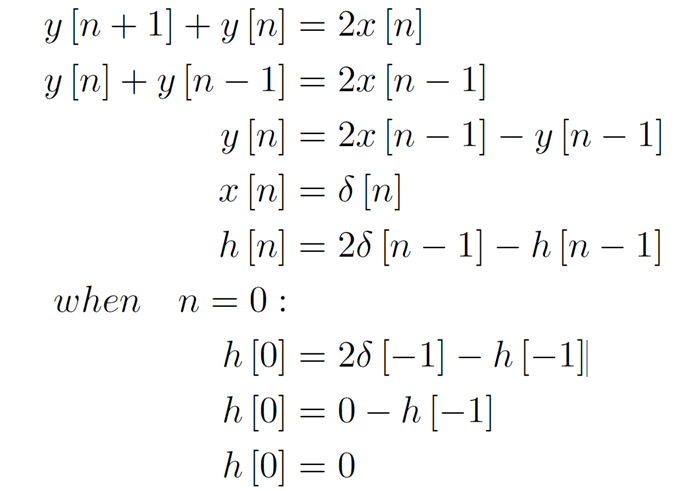 y [n + 1] + y [n] = 2x [n]
y [n] + y [n − 1] = 2x [n − 1]
y [n] = 2x [n − 1] − y [n − 1]
x [n] = δ [n]
h [n] = 2δ [n − 1] − h [n − 1]
when n = 0 :
h [0] = 2δ [−1] − h [−1]
h [0] = 0 − h [−1]
h [0] = 0